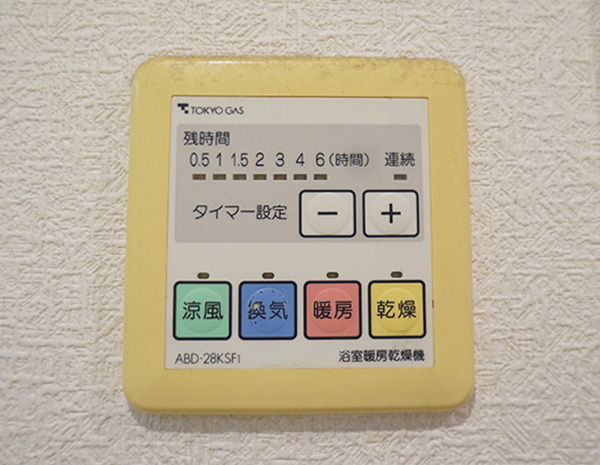 TOKYO GAS
残時間
0.5 1 1.5 2 3 4 6 (時間) 連続
タイマー設定 − +
涼風 換気 暖房 乾燥
ABD-28KSF1 浴室暖房乾燥機